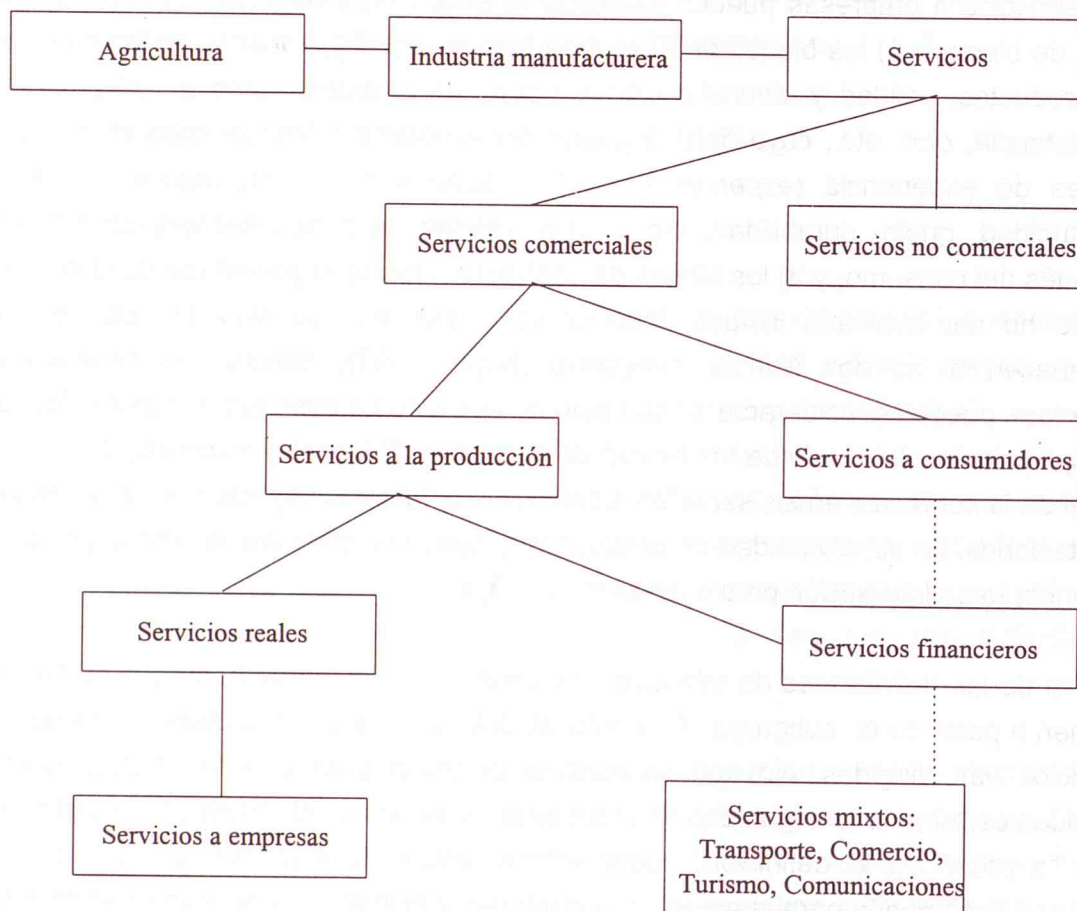 Agricultura
Industria manufacturera
Servicios
Servicios comerciales
Servicios no comerciales
Servicios a la producción
Servicios a consumidores
Servicios reales
Servicios financieros
Servicios a empresas
Servicios mixtos:
Transporte, Comercio,
Turismo, Comunicaciones